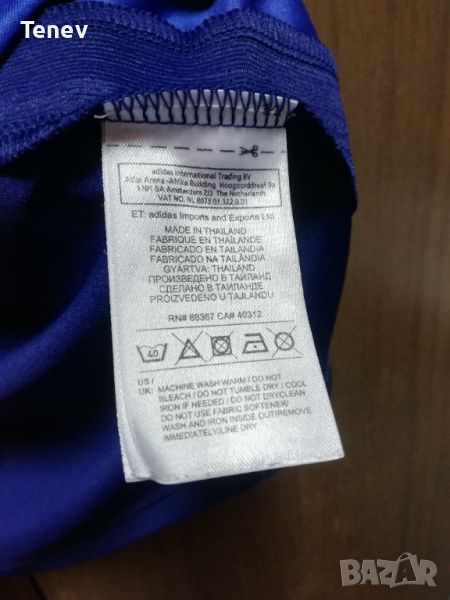 Tenev
adidas International Trading BV
Atlas Arena -Afrika Building, Hoogoorddreef 9a
1101 BA Amsterdam ZO The Netherlands
VAT NO. NL 8073.01.322.B.01
ET: adidas Imports and Exports Ltd
MADE IN THAILAND
FABRIQUÉ EN THAÏLANDE
FABRICADO EN TAILANDIA
FABRICADO NA TAILÂNDIA
GYÁRTVA: THAILAND
ПРОИЗВЕДЕНО В ТАЙЛАНД
СДЕЛАНО В ТАИЛАНДЕ
PROIZVEDENO U TAJLANDU
RN# 88387 CA# 40312
40
US /
UK: MACHINE WASH WARM / DO NOT
BLEACH / DO NOT TUMBLE DRY / COOL
IRON IF NEEDED / DO NOT DRYCLEAN
DO NOT USE FABRIC SOFTENER/
WASH AND IRON INSIDE OUT/REMOVE
IMMEDIATELY/LINE DRY
BAZAR